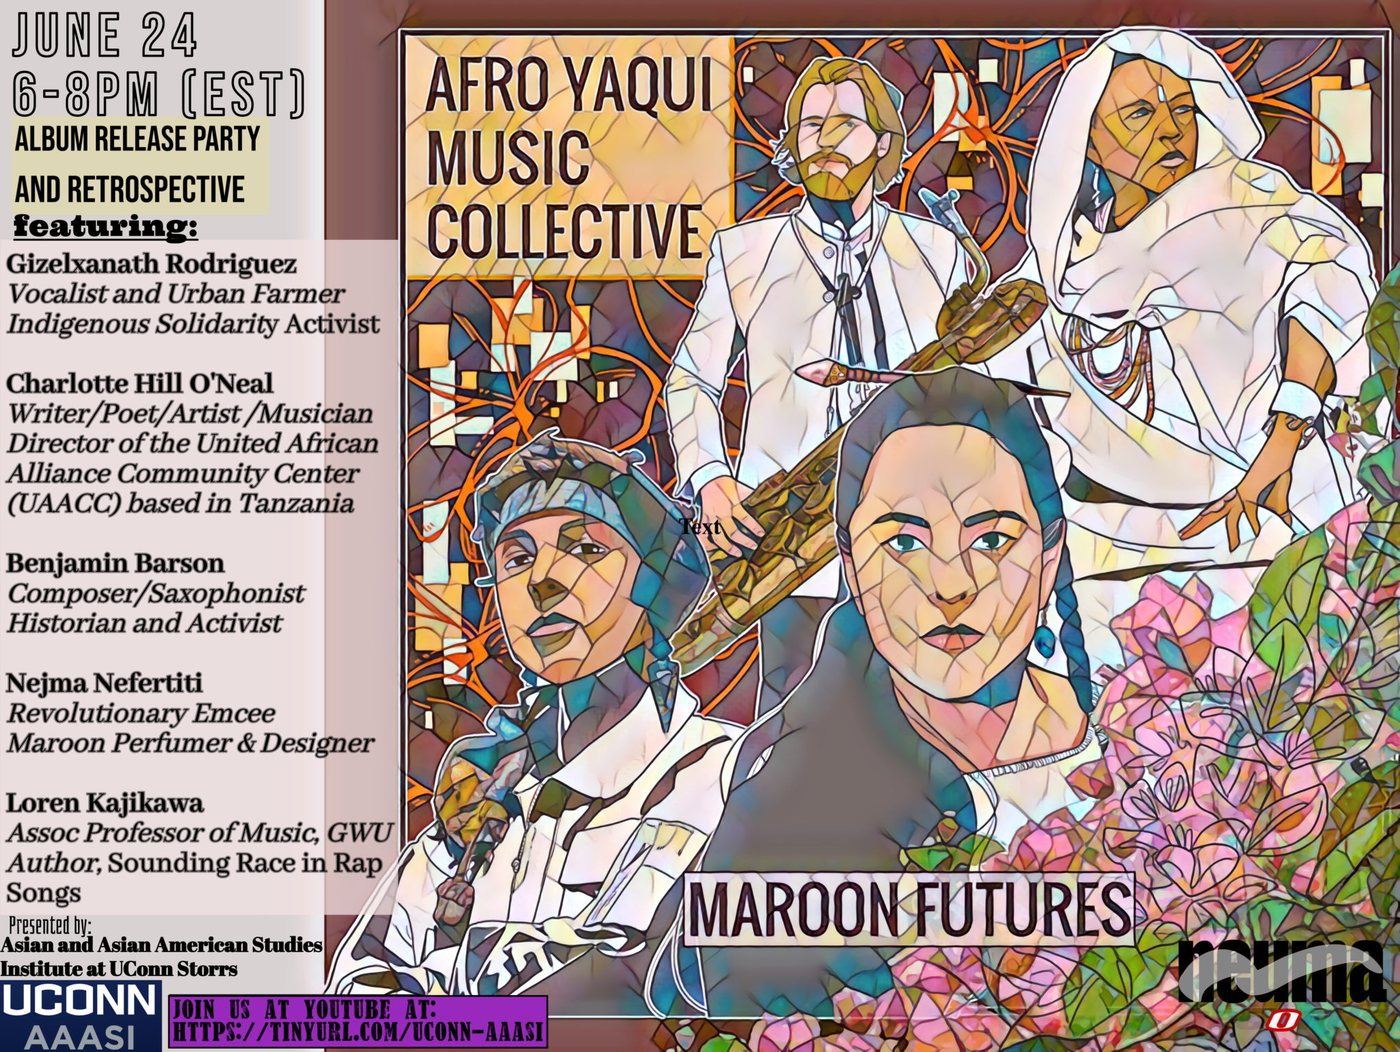 JUNE 24
6-8PM (EST)
ALBUM RELEASE PARTY
AND RETROSPECTIVE
featuring:
Gizelxanath Rodriguez
Vocalist and Urban Farmer
Indigenous Solidarity Activist
Charlotte Hill O'Neal
Writer/Poet/Artist /Musician
Director of the United African
Alliance Community Center
(UAACC) based in Tanzania
Benjamin Barson
Composer/Saxophonist
Historian and Activist
Nejma Nefertiti
Revolutionary Emcee
Maroon Perfumer & Designer
Loren Kajikawa
Assoc Professor of Music, GWU
Author, Sounding Race in Rap
Songs
Presented by:
Asian and Asian American Studies
Institute at UConn Storrs
UCONN
AAASI
JOIN US AT YOUTUBE AT:
HTTPS://TINYURL.COM/UCONN-AAASI
AFRO YAQUI
MUSIC
COLLECTIVE
Text
MAROON FUTURES
neuma